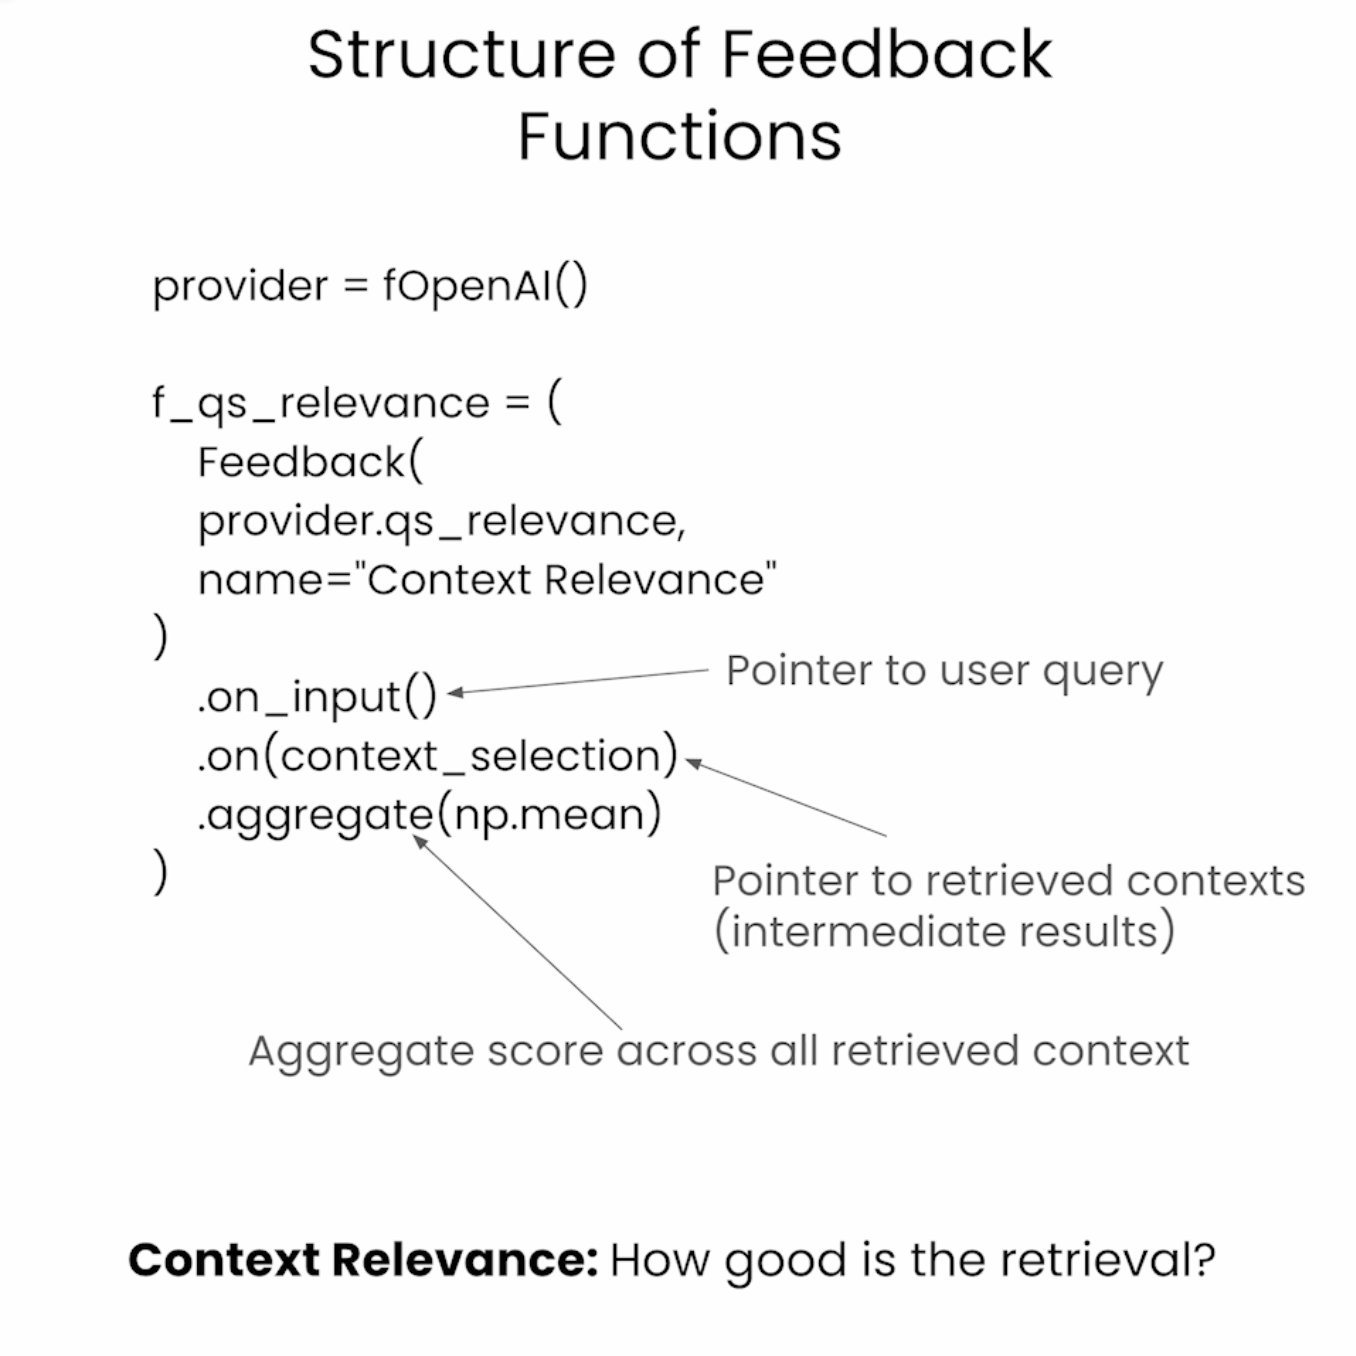 Structure of Feedback
Functions
provider = fOpenAI()
f_qs_relevance = (
Feedback(
provider.qs_relevance,
name="Context Relevance"
)
.on_input()
Pointer to user query
.on(context_selection)
.aggregate(np.mean)
)
Pointer to retrieved contexts
(intermediate results)
Aggregate score across all retrieved context
Context Relevance: How good is the retrieval?